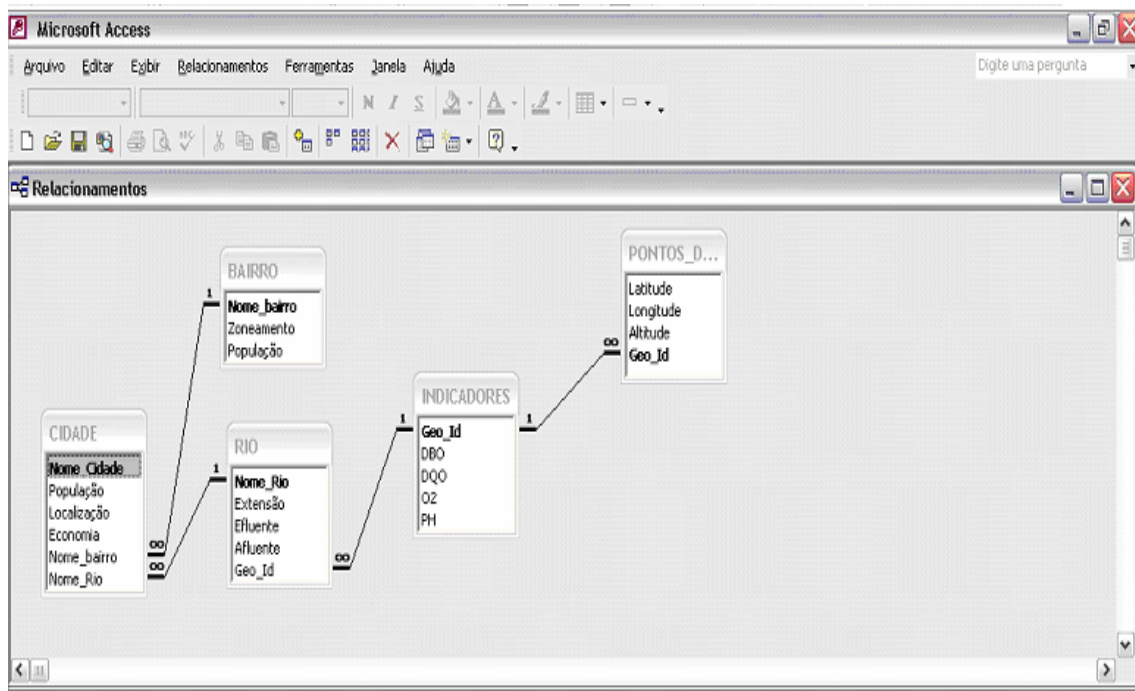 Microsoft Access
Arquivo Editar Exibir Relacionamentos Ferramentas Janela Ajuda
Digite uma pergunta
N I S A
Relacionamentos
BAIRRO
Nome_bairro
Zoneamento
População
PONTOS_D...
Latitude
Longitude
Altitude
Geo_Id
CIDADE
Nome_Cidade
População
Localização
Economia
Nome_bairro
Nome_Rio
RIO
Nome_Rio
Extensão
Efluente
Afluente
Geo_Id
INDICADORES
Geo_Id
DBO
DQO
O2
PH
1
∞
1
∞
1
∞
1
∞